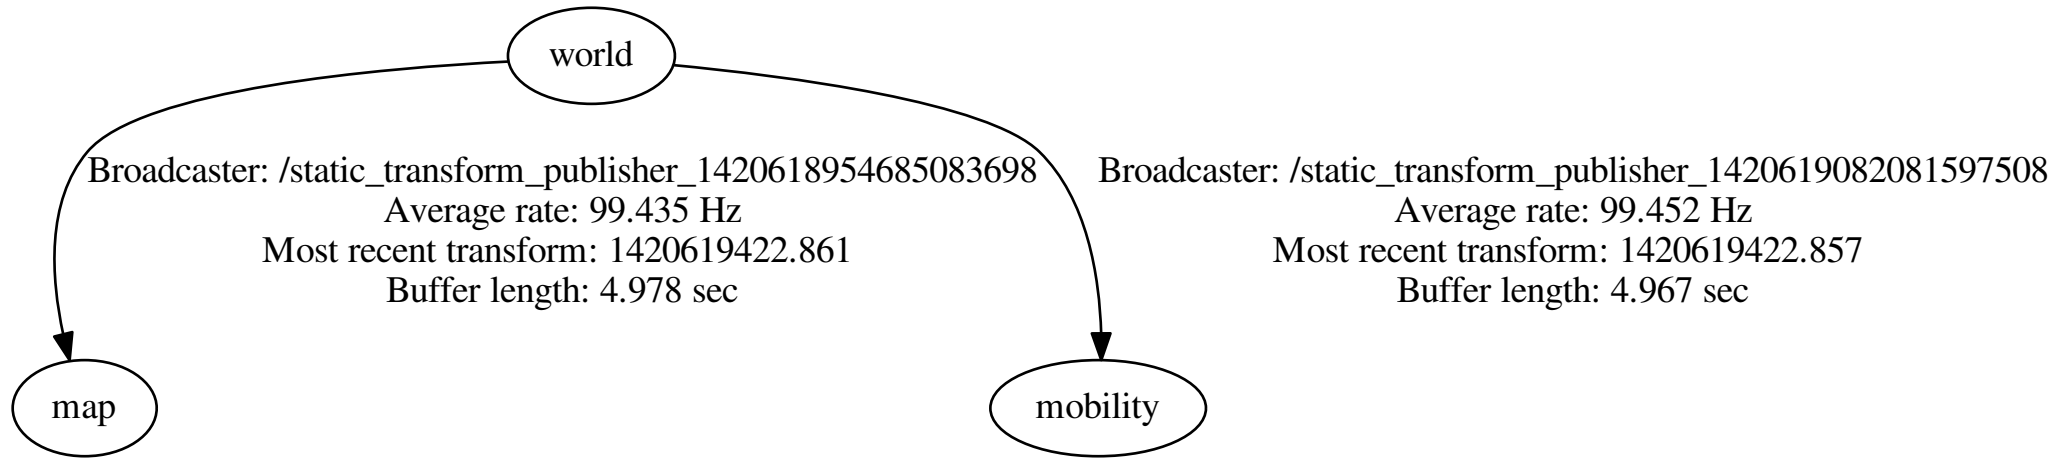 world
Broadcaster: /static_transform_publisher_1420618954685083698
Average rate: 99.435 Hz
Most recent transform: 1420619422.861
Buffer length: 4.978 sec
Broadcaster: /static_transform_publisher_1420619082081597508
Average rate: 99.452 Hz
Most recent transform: 1420619422.857
Buffer length: 4.967 sec
map
mobility